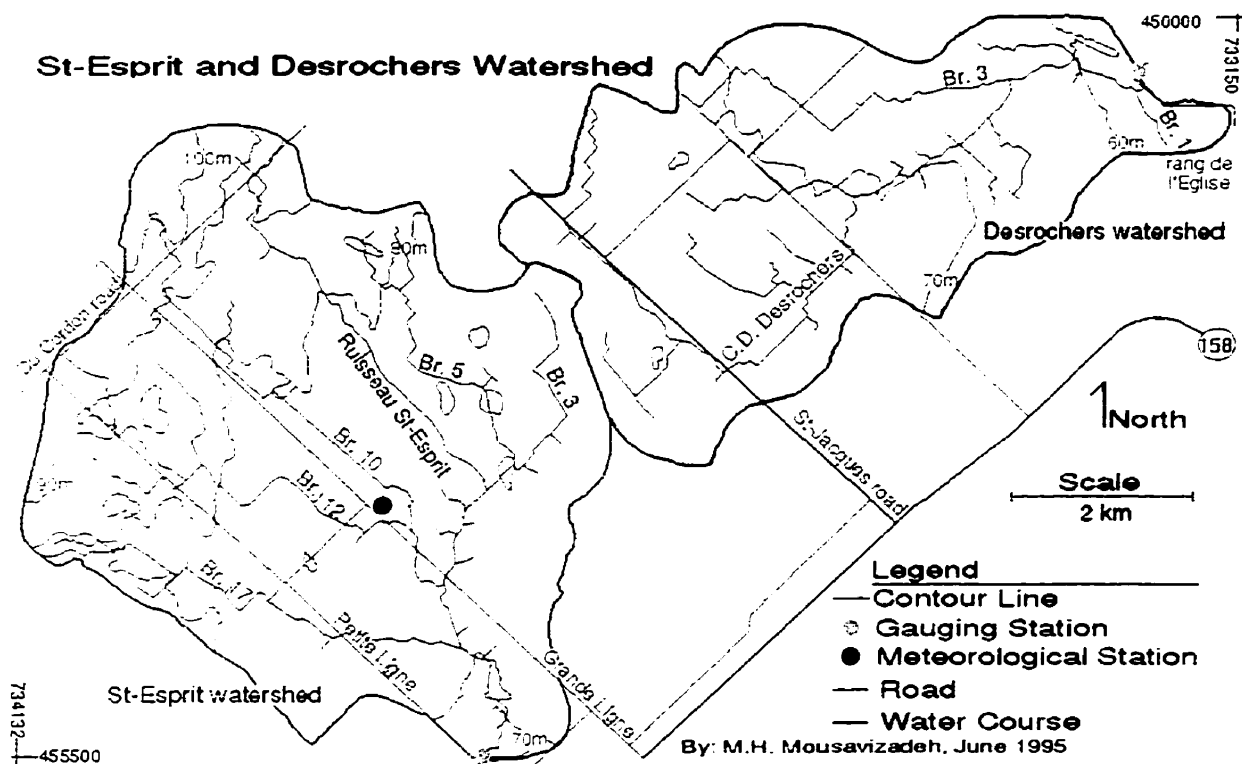 St-Esprit and Desrochers Watershed
450000
733150
Br. 3
Br. 1
60m
rang de
l'Eglise
100m
Desrochers watershed
90m
70m
C.D. Desrochers
158
Ruisseau St-Esprit
Br. 5
Br. 3
North
St-Jacques road
Br. 10
Br. 12
Scale
2 km
90m
Br. 17
Legend
Contour Line
Gauging Station
Meteorological Station
Road
Water Course
Petite Ligne
Grande Ligne
St-Esprit watershed
70m
734132
455500
By: M.H. Mousavizadeh, June 1995